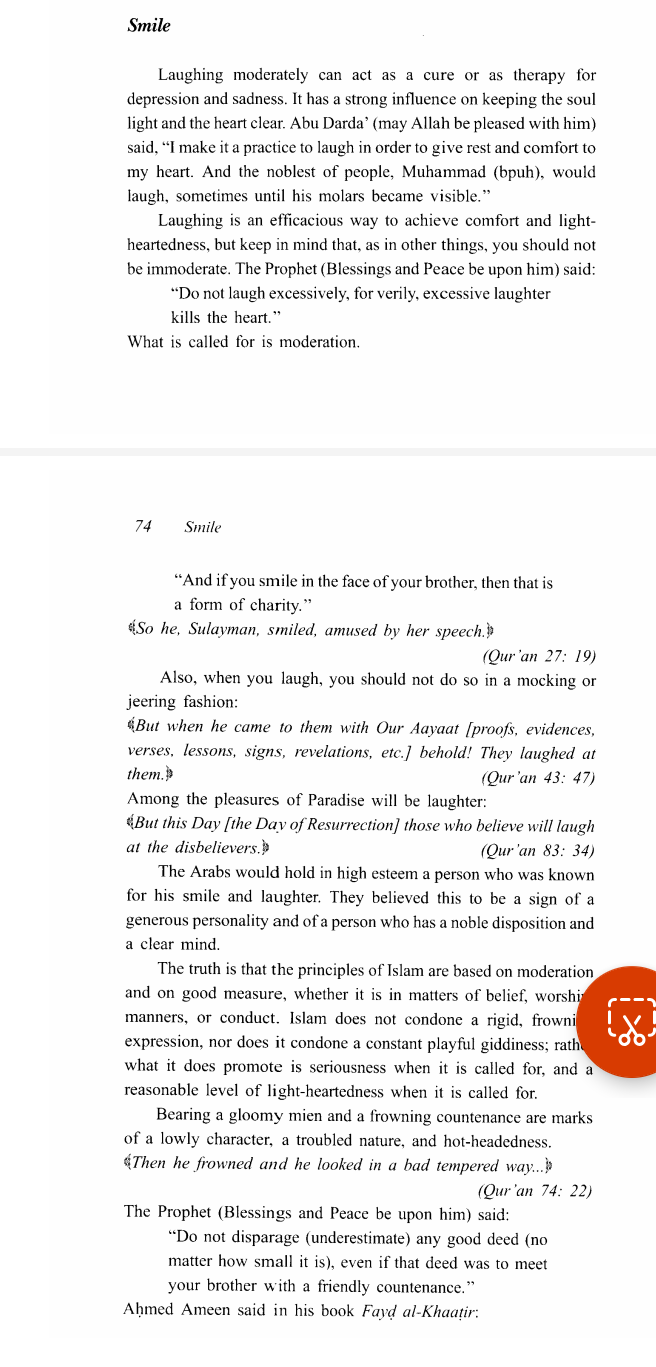 Smile
Laughing moderately can act as a cure or as therapy for
depression and sadness. It has a strong influence on keeping the soul
light and the heart clear. Abu Darda’ (may Allah be pleased with him)
said, “I make it a practice to laugh in order to give rest and comfort to
my heart. And the noblest of people, Muhammad (bpuh), would
laugh, sometimes until his molars became visible.”
Laughing is an efficacious way to achieve comfort and light-
heartedness, but keep in mind that, as in other things, you should not
be immoderate. The Prophet (Blessings and Peace be upon him) said:
“Do not laugh excessively, for verily, excessive laughter
kills the heart.”
What is called for is moderation.
74 Smile
“And if you smile in the face of your brother, then that is
a form of charity.”
﴾So he, Sulayman, smiled, amused by her speech.﴿
(Qur’an 27: 19)
Also, when you laugh, you should not do so in a mocking or
jeering fashion:
﴾But when he came to them with Our Aayaat [proofs, evidences,
verses, lessons, signs, revelations, etc.] behold! They laughed at
them.﴿ (Qur’an 43: 47)
Among the pleasures of Paradise will be laughter:
﴾But this Day [the Day of Resurrection] those who believe will laugh
at the disbelievers.﴿ (Qur’an 83: 34)
The Arabs would hold in high esteem a person who was known
for his smile and laughter. They believed this to be a sign of a
generous personality and of a person who has a noble disposition and
a clear mind.
The truth is that the principles of Islam are based on moderation
and on good measure, whether it is in matters of belief, worshi
manners, or conduct. Islam does not condone a rigid, frowni
expression, nor does it condone a constant playful giddiness; rath
what it does promote is seriousness when it is called for, and a
reasonable level of light-heartedness when it is called for.
Bearing a gloomy mien and a frowning countenance are marks
of a lowly character, a troubled nature, and hot-headedness.
﴾Then he frowned and he looked in a bad tempered way...﴿
(Qur’an 74: 22)
The Prophet (Blessings and Peace be upon him) said:
“Do not disparage (underestimate) any good deed (no
matter how small it is), even if that deed was to meet
your brother with a friendly countenance.”
Aḥmed Ameen said in his book Fayḍ al-Khaaṭir: